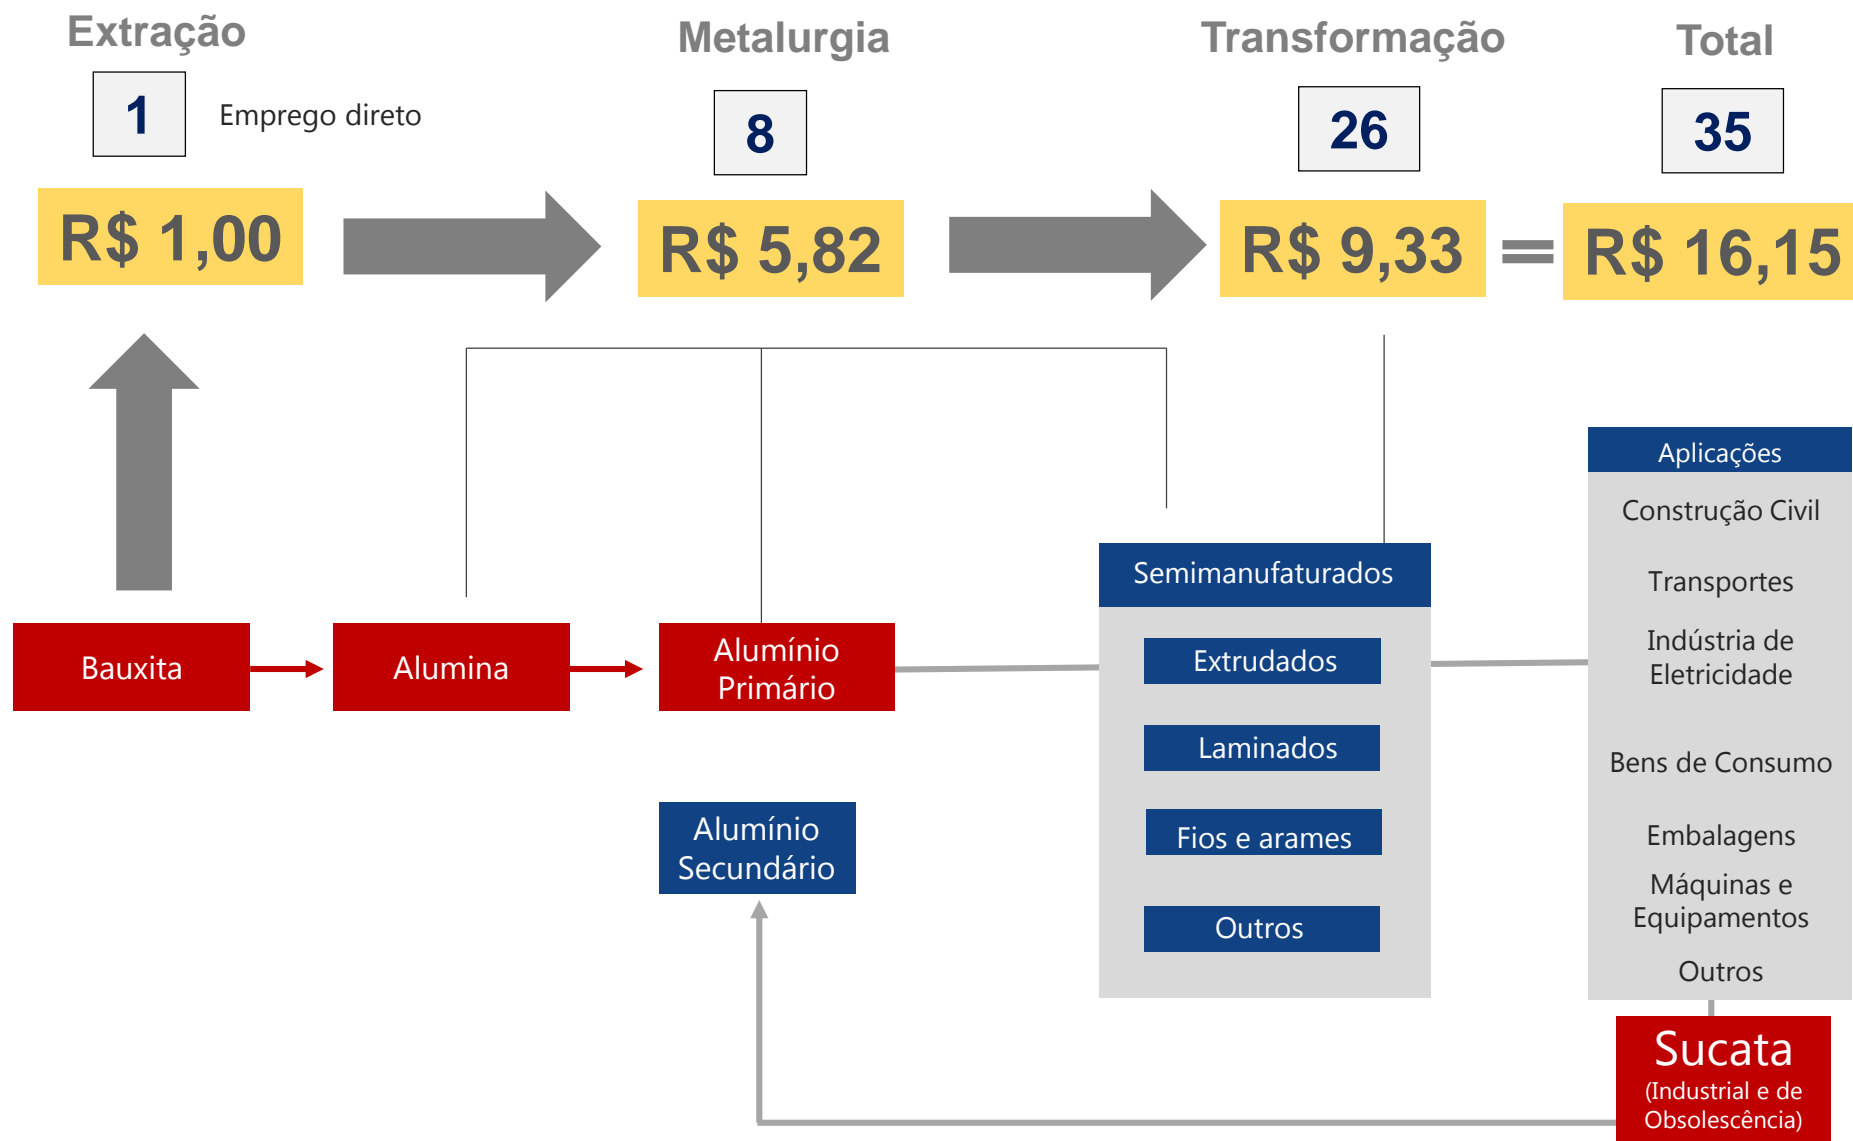 Extração
Metalurgia
Transformação
Total
1
Emprego direto
8
26
35
R$ 1,00
R$ 5,82
R$ 9,33
=
R$ 16,15
Aplicações
Construção Civil
Transportes
Indústria de
Eletricidade
Bens de Consumo
Embalagens
Máquinas e
Equipamentos
Outros
Semimanufaturados
Extrudados
Laminados
Fios e arames
Outros
Bauxita
Alumina
Alumínio
Primário
Alumínio
Secundário
Sucata
(Industrial e de
Obsolescência)